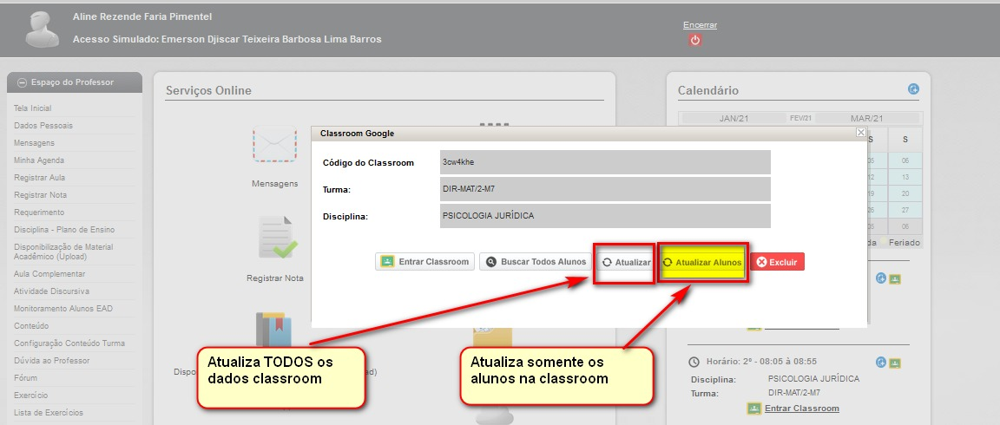 Aline Rezende Faria Pimentel
Acesso Simulado: Emerson Djiscar Teixeira Barbosa Lima Barros
Encerrar
Espaço do Professor
Tela Inicial
Dados Pessoais
Mensagens
Minha Agenda
Registrar Aula
Registrar Nota
Requerimento
Disciplina - Plano de Ensino
Disponibilização de Material
Acadêmico (Upload)
Aula Complementar
Atividade Discursiva
Monitoramento Alunos EAD
Conteúdo
Configuração Conteúdo Turma
Dúvida ao Professor
Fórum
Exercício
Lista de Exercícios
Serviços Online
Mensagens
Registrar Nota
Classroom Google
Código do Classroom
3cw4khe
Turma:
DIR-MAT/2-M7
Disciplina:
PSICOLOGIA JURÍDICA
Entrar Classroom
Buscar Todos Alunos
Atualizar
Atualizar Alunos
Excluir
Atualiza TODOS os
dados classroom
Atualiza somente os
alunos na classroom
Calendário
JAN/21 FEV/21 MAR/21
S S
05 06
12 13
19 20
26 27
05 06
Feriado
Entrar Classroom
Horário: 2ª - 08:05 à 08:55
Disciplina: PSICOLOGIA JURÍDICA
Turma: DIR-MAT/2-M7
Entrar Classroom